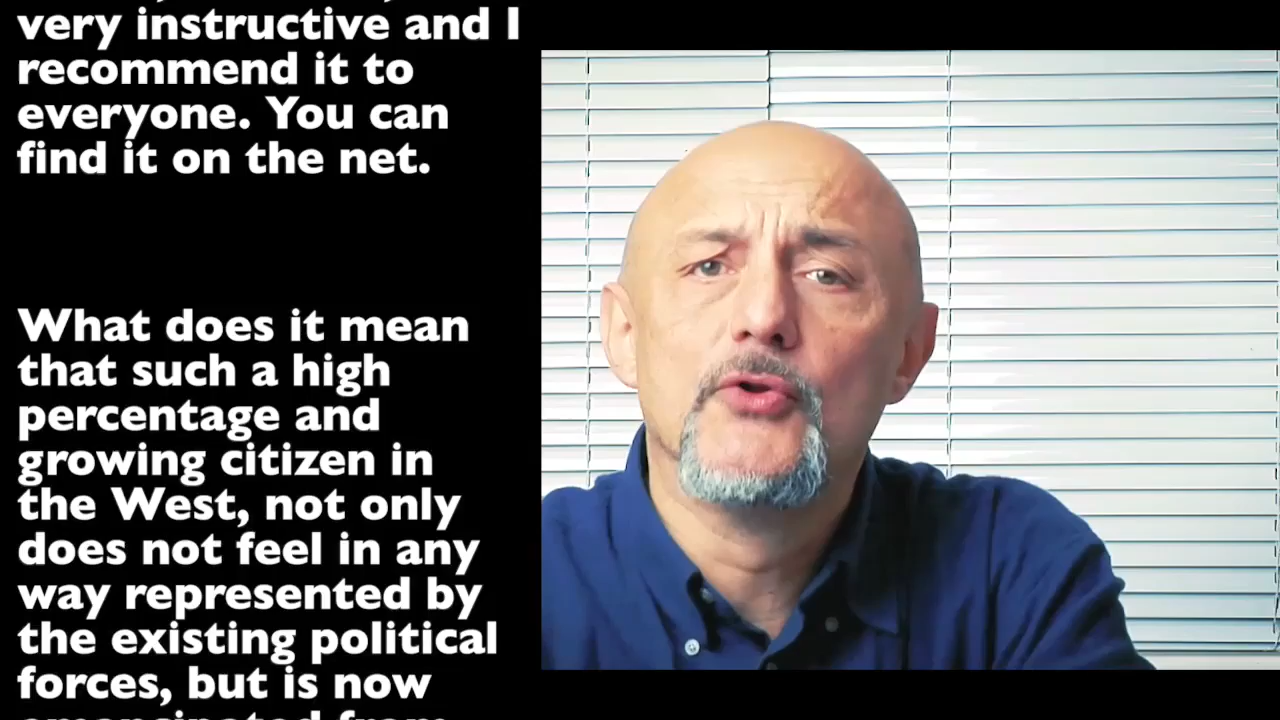 very instructive and I
recommend it to
everyone. You can
find it on the net.
What does it mean
that such a high
percentage and
growing citizen in
the West, not only
does not feel in any
way represented by
the existing political
forces, but is now